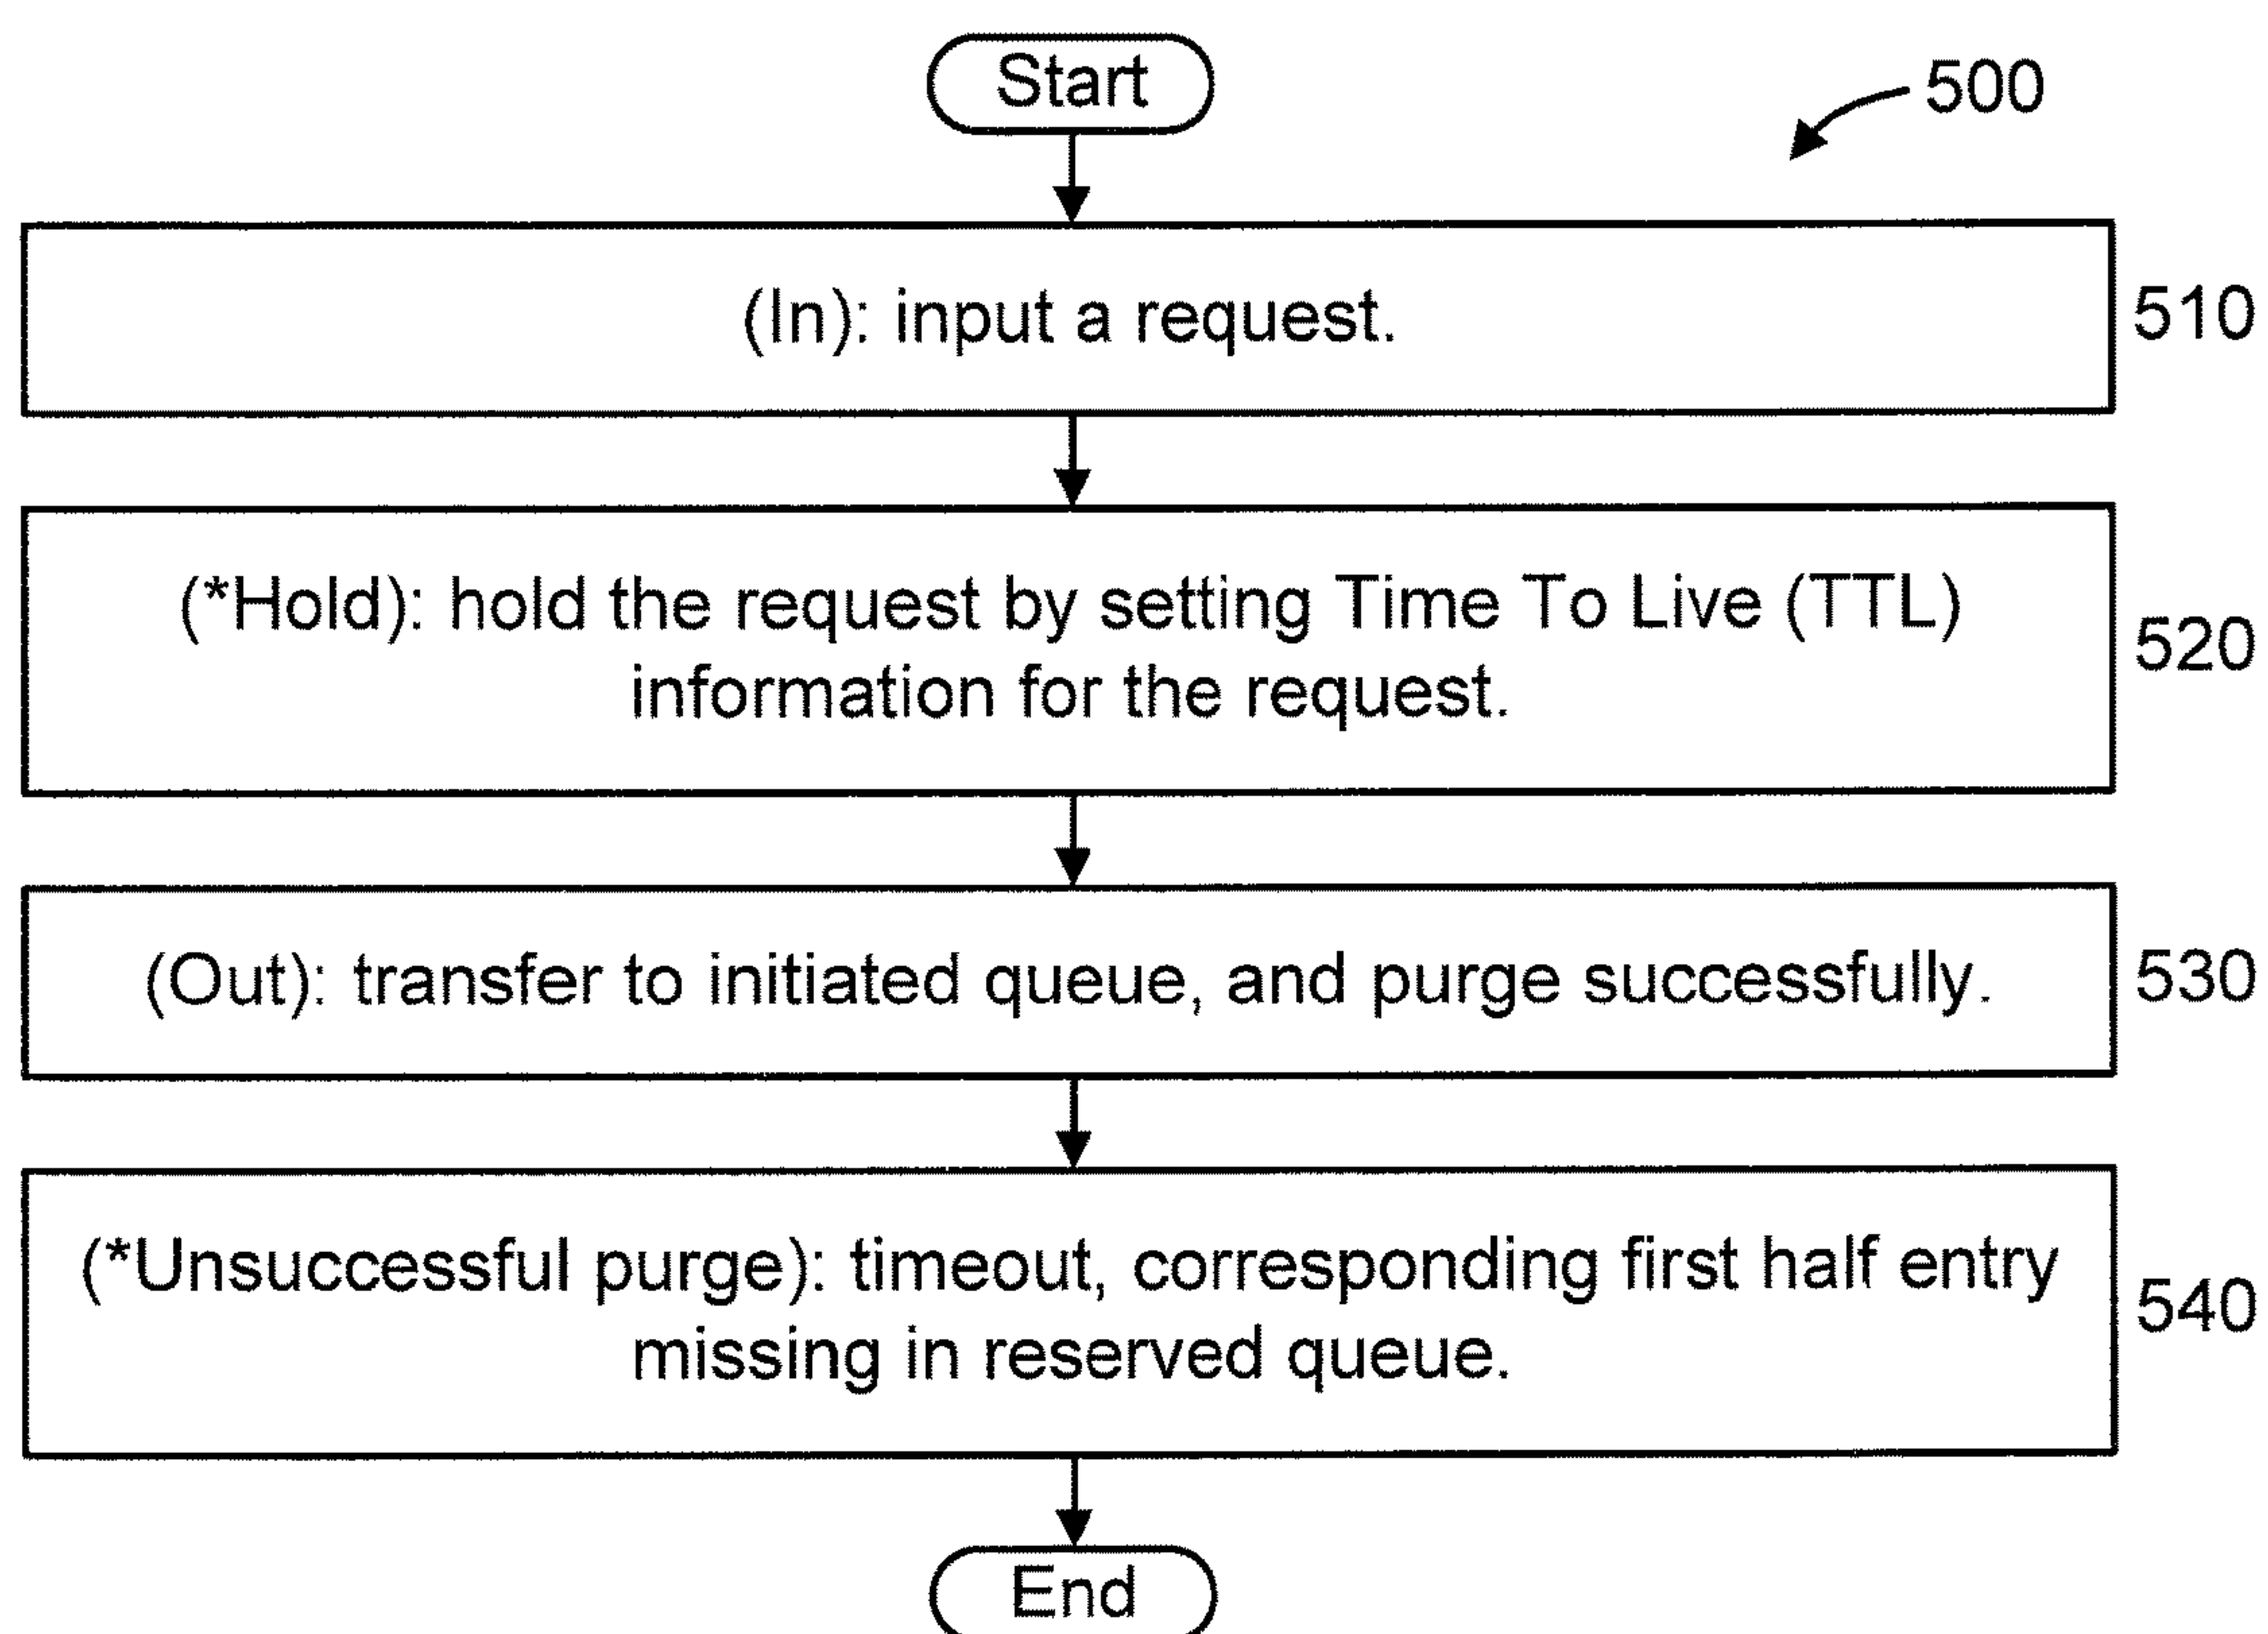 Start
500
(In): input a request.
510
(*Hold): hold the request by setting Time To Live (TTL)
information for the request.
520
(Out): transfer to initiated queue, and purge successfully.
530
(*Unsuccessful purge): timeout, corresponding first half entry
missing in reserved queue.
540
End